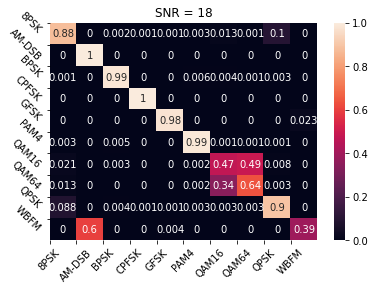 SNR = 18
8PSK 0.88 0 0.002 0.001 0.001 0.003 0.013 0.001 0.1 0
AM-DSB 0 1 0 0 0 0 0 0 0 0
BPSK 0.001 0 0.99 0 0 0.006 0.004 0.001 0.003 0
CPFSK 0 0 0 1 0 0 0 0 0 0
GFSK 0 0 0 0 0.98 0 0 0 0 0.023
PAM4 0.003 0 0.005 0 0 0.99 0.001 0.001 0.001 0
QAM16 0.021 0 0.003 0 0 0.002 0.47 0.49 0.008 0
QAM64 0.013 0 0 0 0 0.002 0.34 0.64 0.003 0
QPSK 0.088 0 0.004 0.001 0.001 0.003 0.003 0.003 0.9 0
WBFM 0 0.6 0 0 0.004 0 0 0 0 0.39
8PSK AM-DSB BPSK CPFSK GFSK PAM4 QAM16 QAM64 QPSK WBFM
1.0
0.8
0.6
0.4
0.2
0.0